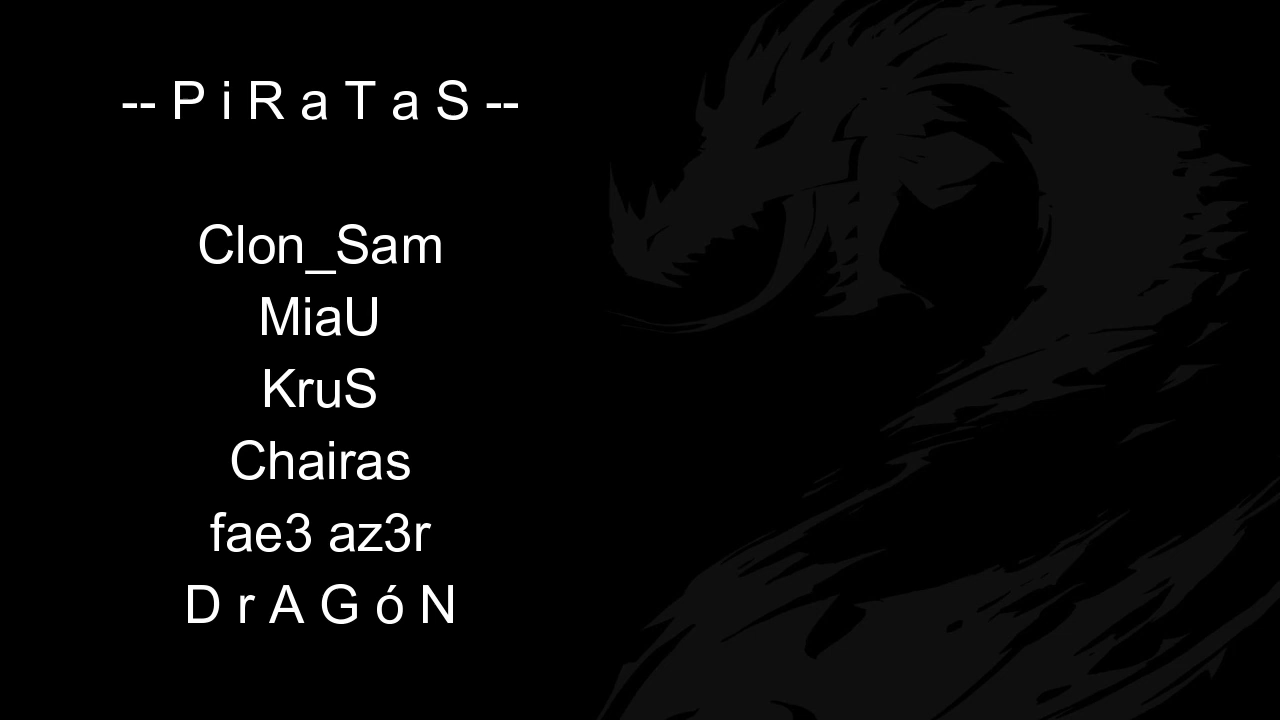 -- P i R a T a S --
Clon_Sam
MiaU
KruS
Chairas
fae3 az3r
D r A G ó N